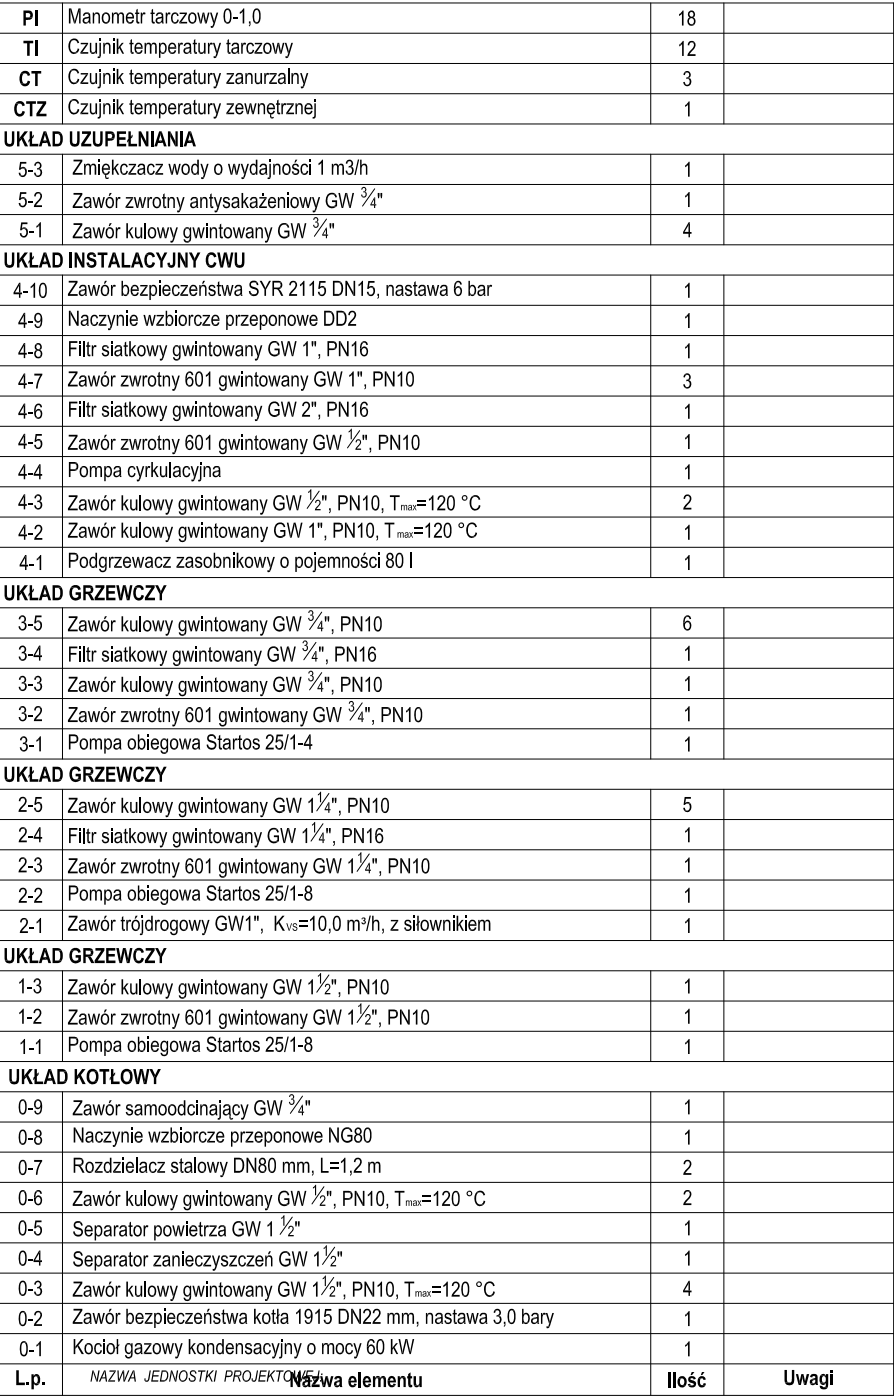 PI Manometr tarczowy 0-1,0 18
TI Czujnik temperatury tarczowy 12
CT Czujnik temperatury zanurzalny 3
CTZ Czujnik temperatury zewnętrznej 1
UKŁAD UZUPEŁNIANIA
5-3 Zmiękczacz wody o wydajności 1 m3/h 1
5-2 Zawór zwrotny antysakażeniowy GW ¾" 1
5-1 Zawór kulowy gwintowany GW ¾" 4
UKŁAD INSTALACYJNY CWU
4-10 Zawór bezpieczeństwa SYR 2115 DN15, nastawa 6 bar 1
4-9 Naczynie wzbiorcze przeponowe DD2 1
4-8 Filtr siatkowy gwintowany GW 1", PN16 1
4-7 Zawór zwrotny 601 gwintowany GW 1", PN10 3
4-6 Filtr siatkowy gwintowany GW 2", PN16 1
4-5 Zawór zwrotny 601 gwintowany GW ½", PN10 1
4-4 Pompa cyrkulacyjna 1
4-3 Zawór kulowy gwintowany GW ½", PN10, Tmax=120 °C 2
4-2 Zawór kulowy gwintowany GW 1", PN10, Tmax=120 °C 1
4-1 Podgrzewacz zasobnikowy o pojemności 80 l 1
UKŁAD GRZEWCZY
3-5 Zawór kulowy gwintowany GW ¾", PN10 6
3-4 Filtr siatkowy gwintowany GW ¾", PN16 1
3-3 Zawór kulowy gwintowany GW ¾", PN10 1
3-2 Zawór zwrotny 601 gwintowany GW ¾", PN10 1
3-1 Pompa obiegowa Startos 25/1-4 1
UKŁAD GRZEWCZY
2-5 Zawór kulowy gwintowany GW 1¼", PN10 5
2-4 Filtr siatkowy gwintowany GW 1¼", PN16 1
2-3 Zawór zwrotny 601 gwintowany GW 1¼", PN10 1
2-2 Pompa obiegowa Startos 25/1-8 1
2-1 Zawór trójdrogowy GW1", Kvs=10,0 m³/h, z siłownikiem 1
UKŁAD GRZEWCZY
1-3 Zawór kulowy gwintowany GW 1½", PN10 1
1-2 Zawór zwrotny 601 gwintowany GW 1½", PN10 1
1-1 Pompa obiegowa Startos 25/1-8 1
UKŁAD KOTŁOWY
0-9 Zawór samoodcinający GW ¾" 1
0-8 Naczynie wzbiorcze przeponowe NG80 1
0-7 Rozdzielacz stalowy DN80 mm, L=1,2 m 2
0-6 Zawór kulowy gwintowany GW ½", PN10, Tmax=120 °C 2
0-5 Separator powietrza GW 1 ½" 1
0-4 Separator zanieczyszczeń GW 1½" 1
0-3 Zawór kulowy gwintowany GW 1½", PN10, Tmax=120 °C 4
0-2 Zawór bezpieczeństwa kotła 1915 DN22 mm, nastawa 3,0 bary 1
0-1 Kocioł gazowy kondensacyjny o mocy 60 kW 1
L.p. NAZWA JEDNOSTKI PROJEKTOWEJ: Nazwa elementu Ilość Uwagi